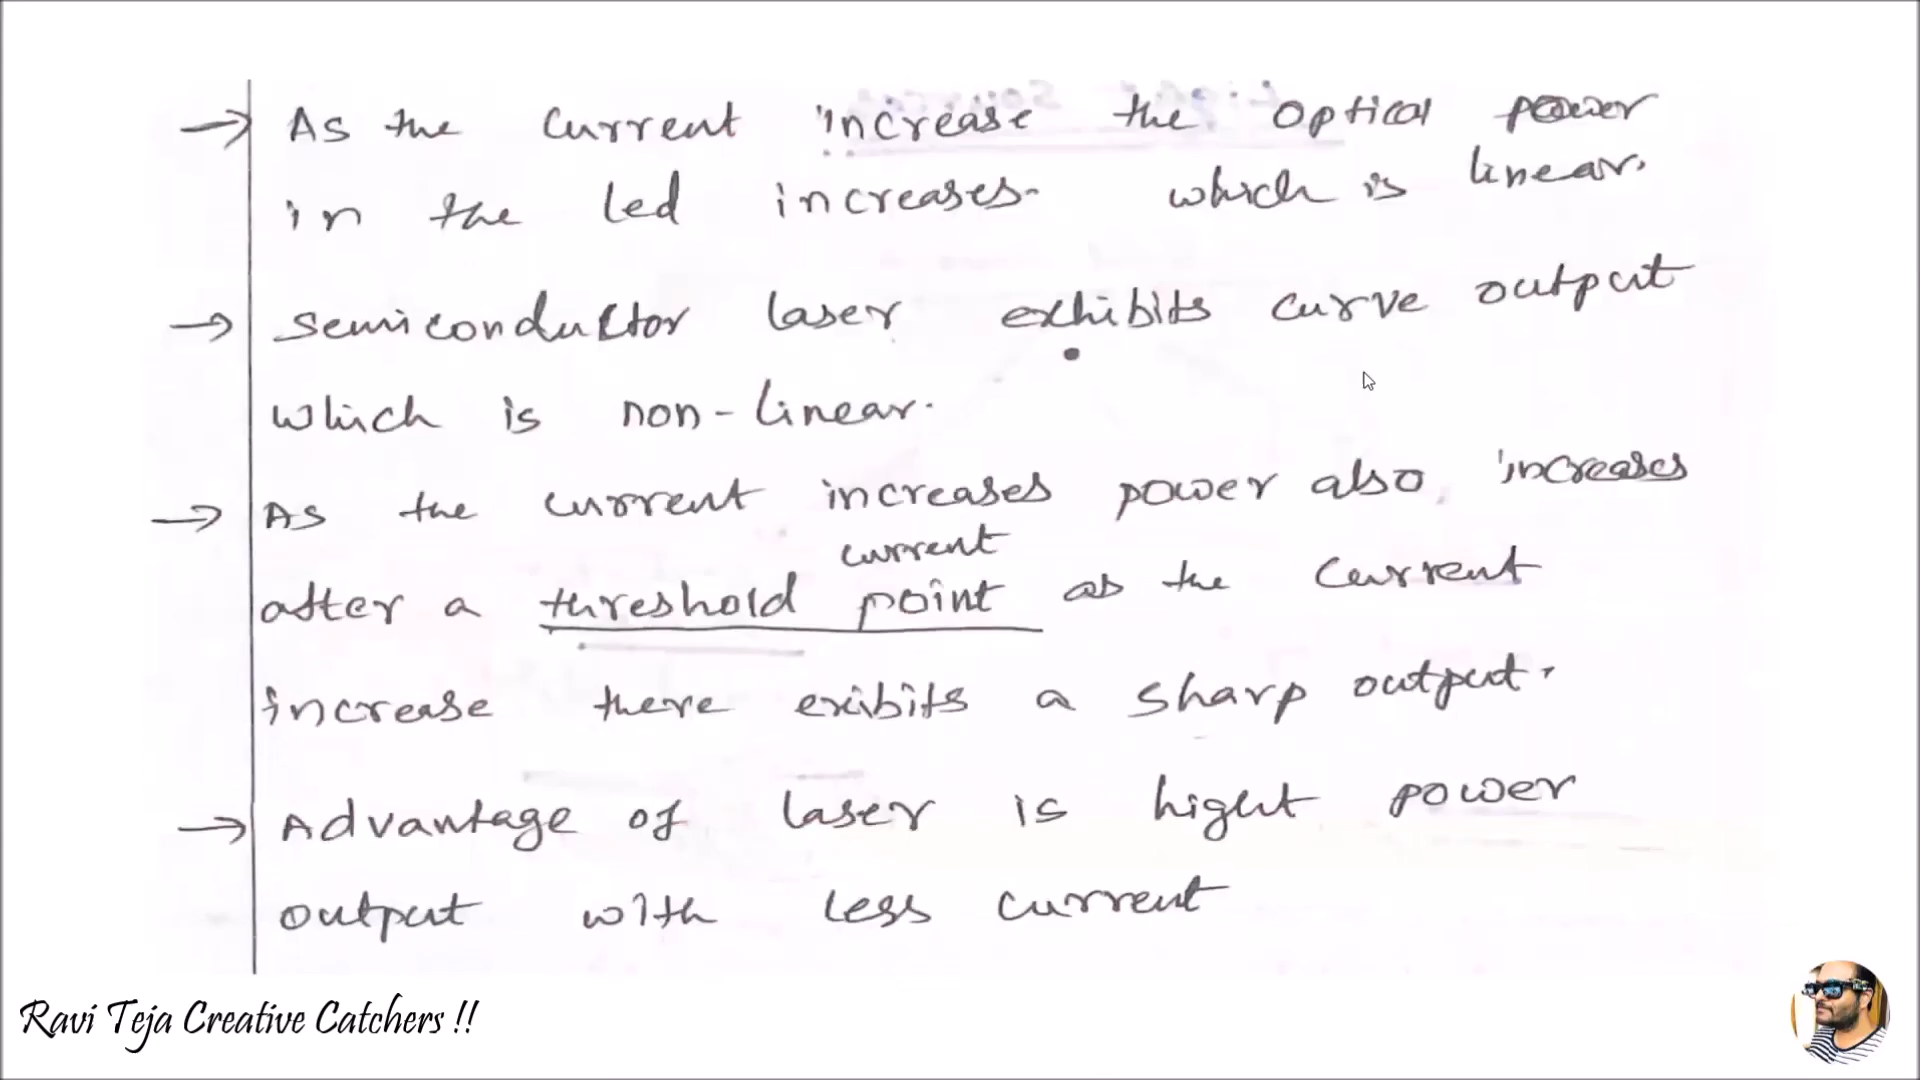 → As the current increase the optical power
in the led increases. which is linear.
→ semiconductor laser exhibits curve output
which is non-linear.
→ As the current increases power also increases
current
after a threshold point as the current
increase there exibits a sharp output.
→ Advantage of laser is hight power
output with less current
Ravi Teja Creative Catchers !!